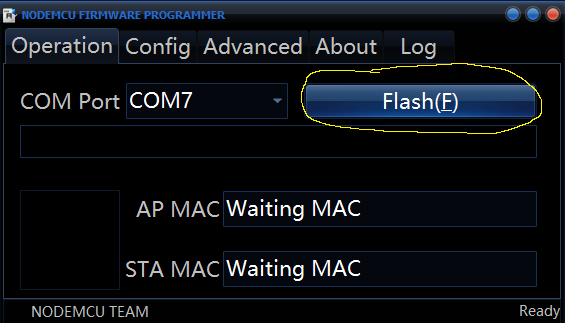 NODEMCU FIRMWARE PROGRAMMER
Operation Config Advanced About Log
COM Port COM7 Flash(F)
AP MAC Waiting MAC
STA MAC Waiting MAC
NODEMCU TEAM Ready